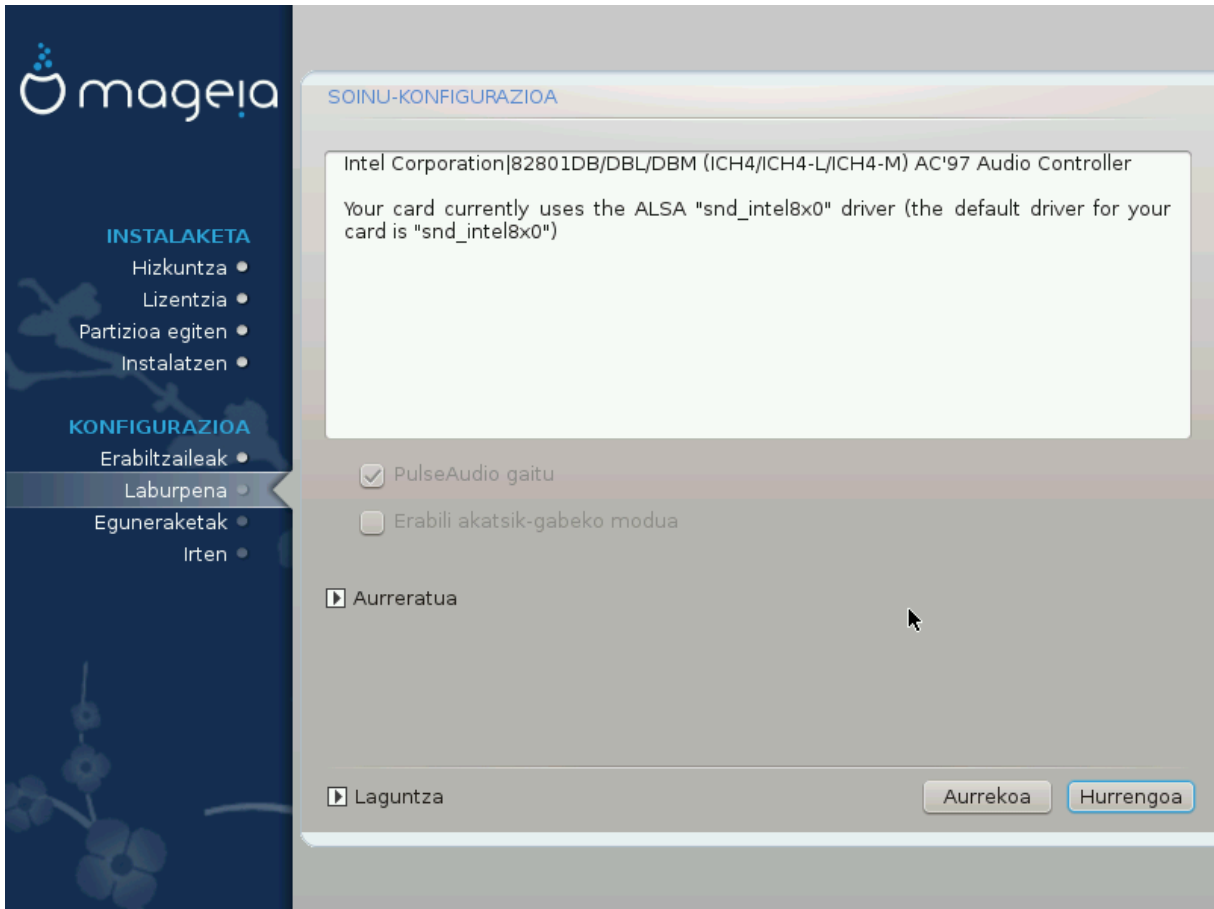 mageia
SOINU-KONFIGURAZIOA
Intel Corporation|82801DB/DBL/DBM (ICH4/ICH4-L/ICH4-M) AC'97 Audio Controller
Your card currently uses the ALSA "snd_intel8x0" driver (the default driver for your
card is "snd_intel8x0")
INSTALAKETA
Hizkuntza
Lizentzia
Partizioa egiten
Instalatzen
KONFIGURAZIOA
Erabiltzaileak
Laburpena
Eguneraketak
Irten
PulseAudio gaitu
Erabili akatsik-gabeko modua
Aurreratua
Laguntza
Aurrekoa
Hurrengoa